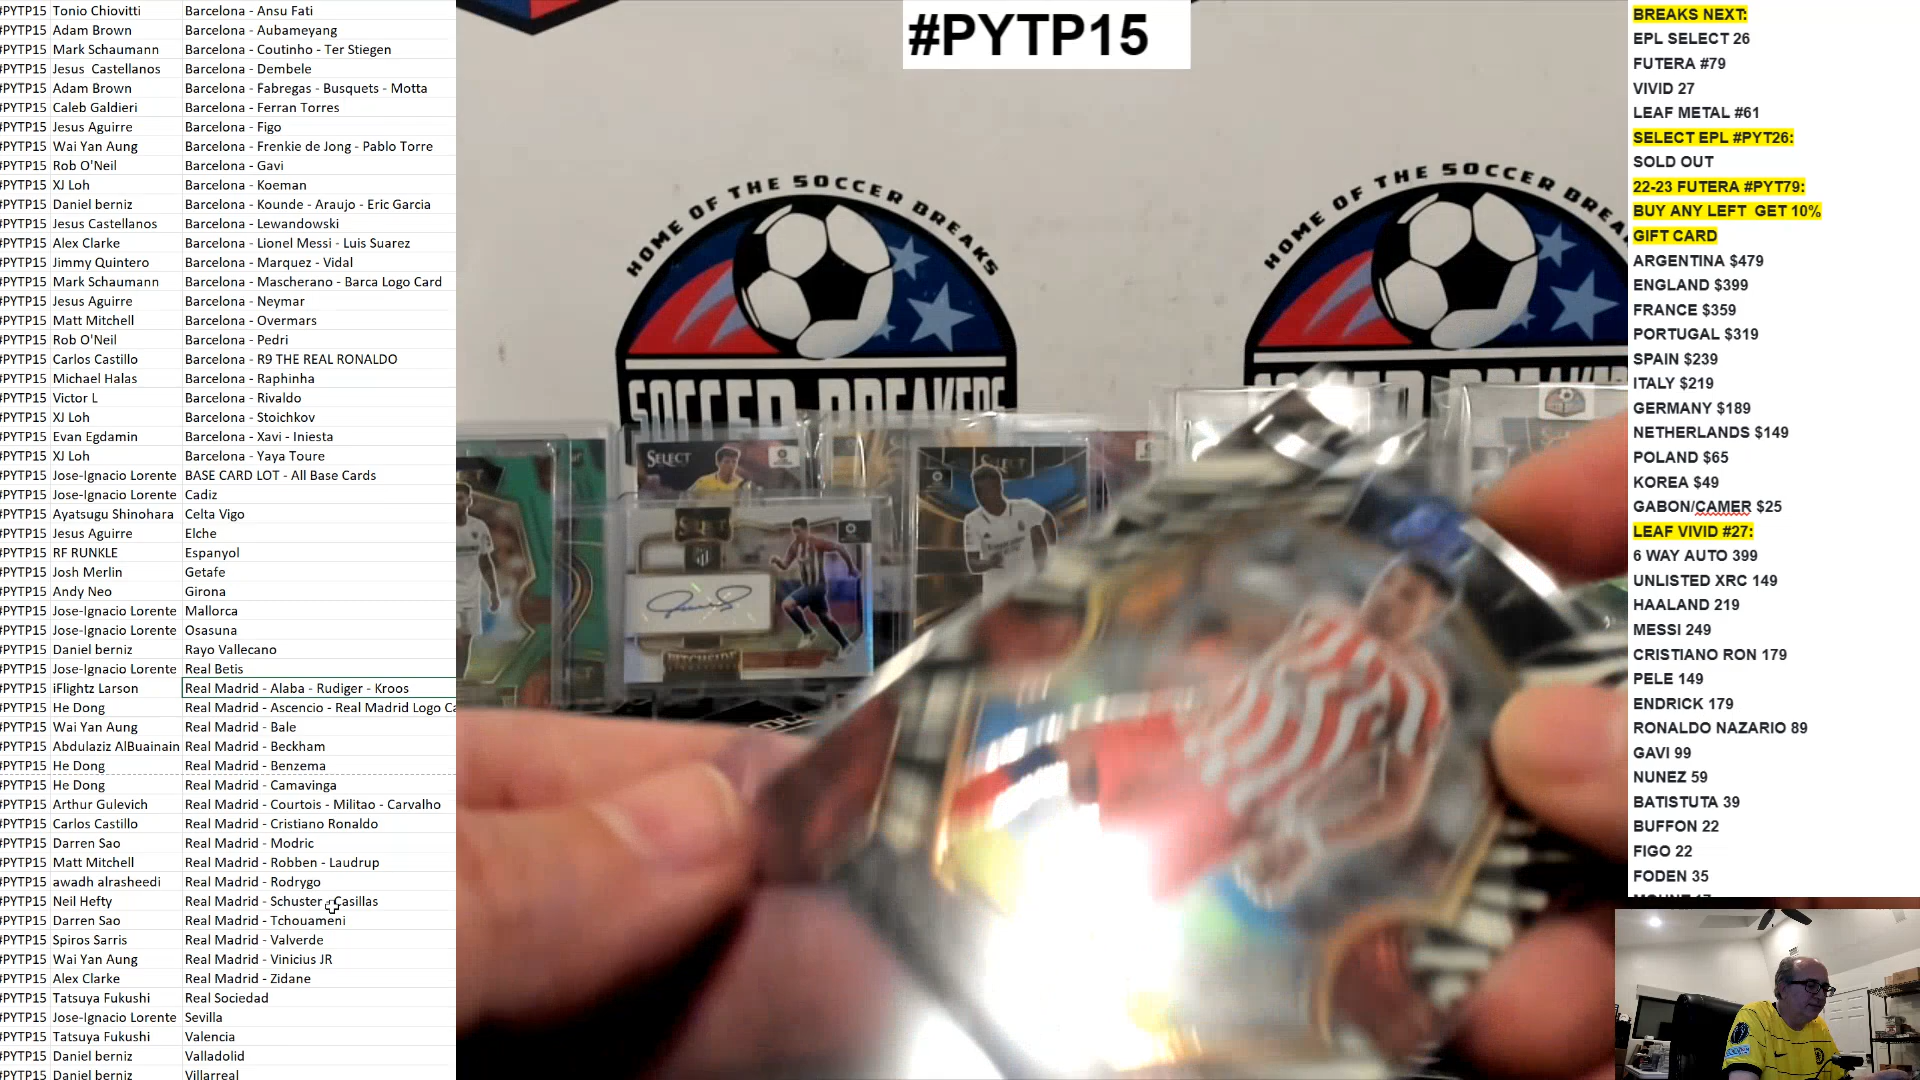 #PYTP15 Tonio Chiovitti Barcelona - Ansu Fati
#PYTP15 Adam Brown Barcelona - Aubameyang
#PYTP15 Mark Schaumann Barcelona - Coutinho - Ter Stiegen
#PYTP15 Jesus Castellanos Barcelona - Dembele
#PYTP15 Adam Brown Barcelona - Fabregas - Busquets - Motta
#PYTP15 Caleb Galdieri Barcelona - Ferran Torres
#PYTP15 Jesus Aguirre Barcelona - Figo
#PYTP15 Wai Yan Aung Barcelona - Frenkie de Jong - Pablo Torre
#PYTP15 Rob O'Neil Barcelona - Gavi
#PYTP15 XJ Loh Barcelona - Koeman
#PYTP15 Daniel berniz Barcelona - Kounde - Araujo - Eric Garcia
#PYTP15 Jesus Castellanos Barcelona - Lewandowski
#PYTP15 Alex Clarke Barcelona - Lionel Messi - Luis Suarez
#PYTP15 Jimmy Quintero Barcelona - Marquez - Vidal
#PYTP15 Mark Schaumann Barcelona - Mascherano - Barca Logo Card
#PYTP15 Jesus Aguirre Barcelona - Neymar
#PYTP15 Matt Mitchell Barcelona - Overmars
#PYTP15 Rob O'Neil Barcelona - Pedri
#PYTP15 Carlos Castillo Barcelona - R9 THE REAL RONALDO
#PYTP15 Michael Halas Barcelona - Raphinha
#PYTP15 Victor L Barcelona - Rivaldo
#PYTP15 XJ Loh Barcelona - Stoichkov
#PYTP15 Evan Egdamin Barcelona - Xavi - Iniesta
#PYTP15 XJ Loh Barcelona - Yaya Toure
#PYTP15 Jose-Ignacio Lorente BASE CARD LOT - All Base Cards
#PYTP15 Jose-Ignacio Lorente Cadiz
#PYTP15 Ayatsugu Shinohara Celta Vigo
#PYTP15 Jesus Aguirre Elche
#PYTP15 RF RUNKLE Espanyol
#PYTP15 Josh Merlin Getafe
#PYTP15 Andy Neo Girona
#PYTP15 Jose-Ignacio Lorente Mallorca
#PYTP15 Jose-Ignacio Lorente Osasuna
#PYTP15 Daniel berniz Rayo Vallecano
#PYTP15 Jose-Ignacio Lorente Real Betis
#PYTP15 iFlightz Larson Real Madrid - Alaba - Rudiger - Kroos
#PYTP15 He Dong Real Madrid - Ascencio - Real Madrid Logo Ca
#PYTP15 Wai Yan Aung Real Madrid - Bale
#PYTP15 Abdulaziz AlBuainain Real Madrid - Beckham
#PYTP15 He Dong Real Madrid - Benzema
#PYTP15 He Dong Real Madrid - Camavinga
#PYTP15 Arthur Gulevich Real Madrid - Courtois - Militao - Carvalho
#PYTP15 Carlos Castillo Real Madrid - Cristiano Ronaldo
#PYTP15 Darren Sao Real Madrid - Modric
#PYTP15 Matt Mitchell Real Madrid - Robben - Laudrup
#PYTP15 awadh alrasheedi Real Madrid - Rodrygo
#PYTP15 Neil Hefty Real Madrid - Schuster - Casillas
#PYTP15 Darren Sao Real Madrid - Tchouameni
#PYTP15 Spiros Sarris Real Madrid - Valverde
#PYTP15 Wai Yan Aung Real Madrid - Vinicius JR
#PYTP15 Alex Clarke Real Madrid - Zidane
#PYTP15 Tatsuya Fukushi Real Sociedad
#PYTP15 Jose-Ignacio Lorente Sevilla
#PYTP15 Tatsuya Fukushi Valencia
#PYTP15 Daniel berniz Valladolid
#PYTP15 Daniel berniz Villarreal
#PYTP15
HOME OF THE SOCCER BREAKS
SOCCER BREAKERS
HOME OF THE SOCCER BREA
SELECT
SELECT
SELECT
PITCHSIDE
BREAKS NEXT:
EPL SELECT 26
FUTERA #79
VIVID 27
LEAF METAL #61
SELECT EPL #PYT26:
SOLD OUT
22-23 FUTERA #PYT79:
BUY ANY LEFT GET 10%
GIFT CARD
ARGENTINA $479
ENGLAND $399
FRANCE $359
PORTUGAL $319
SPAIN $239
ITALY $219
GERMANY $189
NETHERLANDS $149
POLAND $65
KOREA $49
GABON/CAMER $25
LEAF VIVID #27:
6 WAY AUTO 399
UNLISTED XRC 149
HAALAND 219
MESSI 249
CRISTIANO RON 179
PELE 149
ENDRICK 179
RONALDO NAZARIO 89
GAVI 99
NUNEZ 59
BATISTUTA 39
BUFFON 22
FIGO 22
FODEN 35